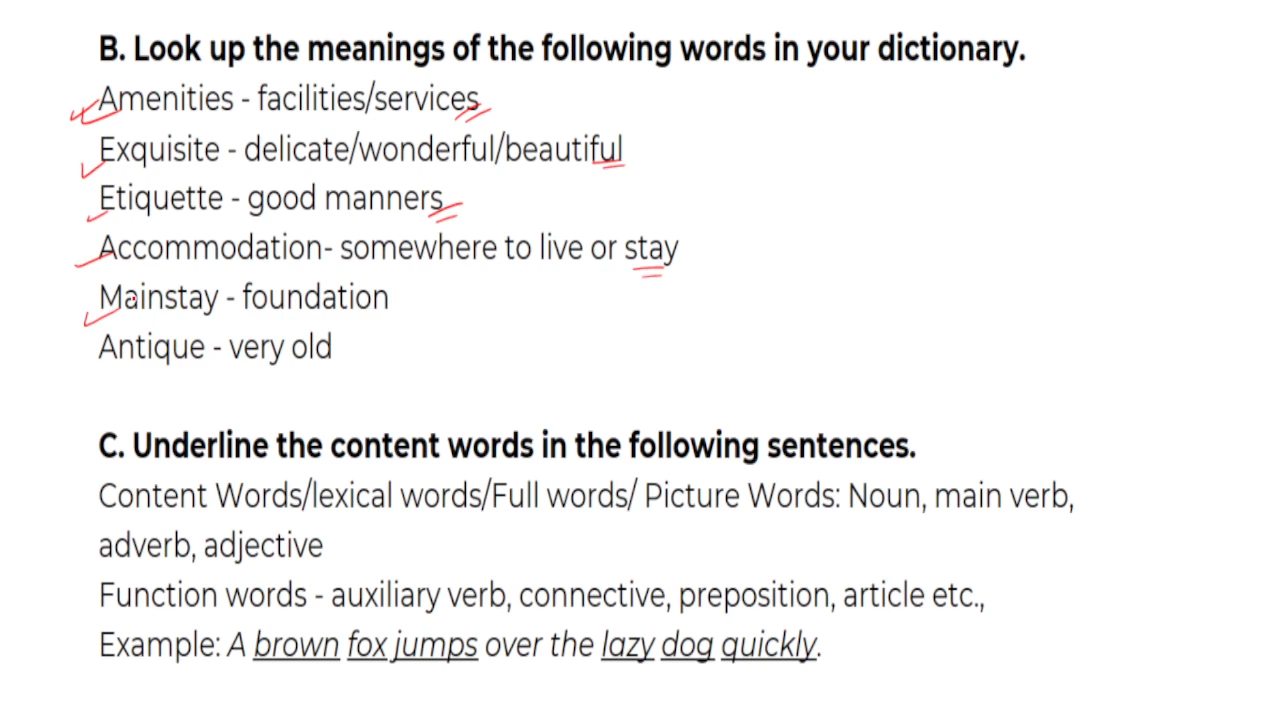 B. Look up the meanings of the following words in your dictionary.
Amenities - facilities/services
Exquisite - delicate/wonderful/beautiful
Etiquette - good manners
Accommodation- somewhere to live or stay
Mainstay - foundation
Antique - very old
C. Underline the content words in the following sentences.
Content Words/lexical words/Full words/ Picture Words: Noun, main verb,
adverb, adjective
Function words - auxiliary verb, connective, preposition, article etc.,
Example: A brown fox jumps over the lazy dog quickly.